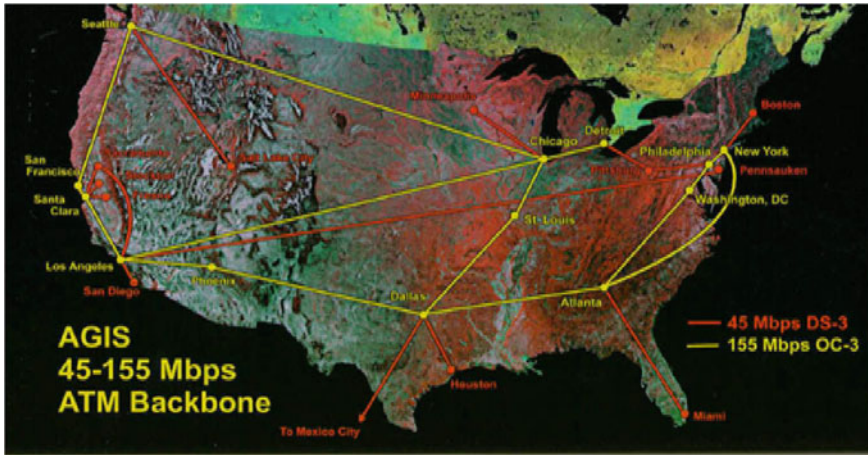 Seattle
Minneapolis
Boston
Detroit
Chicago
Philadelphia
New York
San
Francisco
Salt Lake City
Pennsauken
Santa
Clara
Washington, DC
St. Louis
Los Angeles
Phoenix
San Diego
Dallas
Atlanta
45 Mbps DS-3
155 Mbps OC-3
AGIS
45-155 Mbps
ATM Backbone
Houston
Miami
To Mexico City